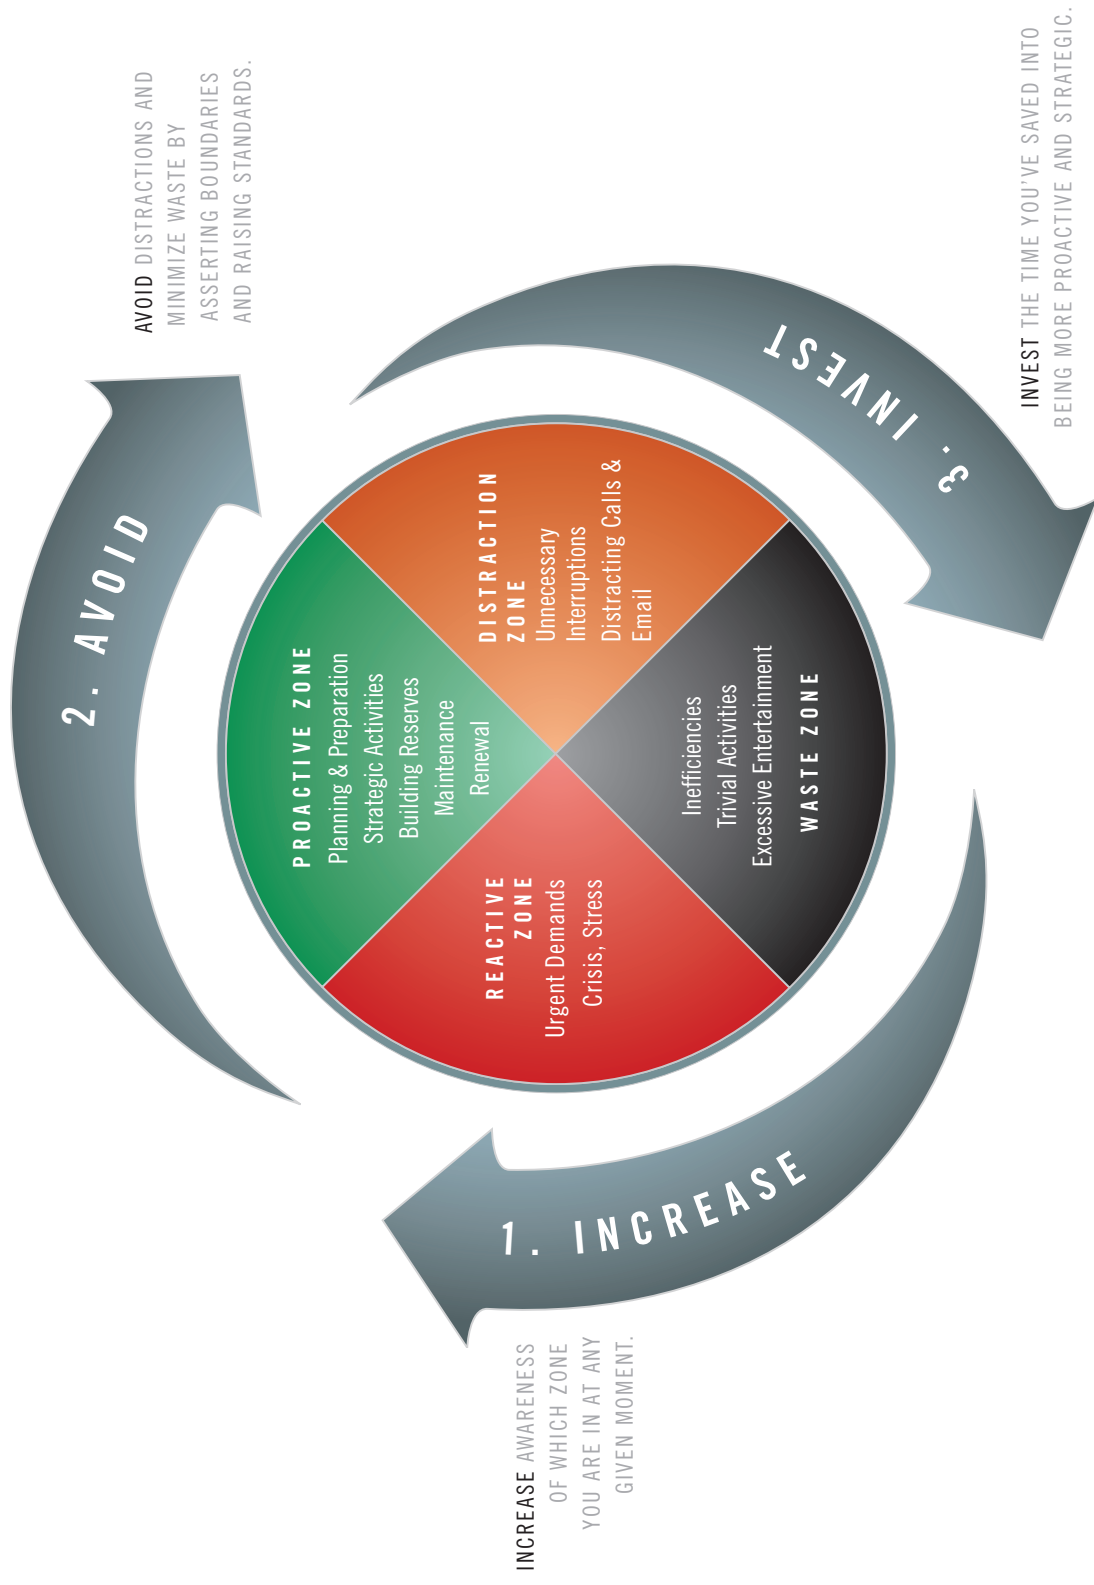 1. INCREASE
INCREASE AWARENESS
OF WHICH ZONE
YOU ARE IN AT ANY
GIVEN MOMENT.
2. AVOID
AVOID DISTRACTIONS AND
MINIMIZE WASTE BY
ASSERTING BOUNDARIES
AND RAISING STANDARDS.
3. INVEST
INVEST THE TIME YOU'VE SAVED INTO
BEING MORE PROACTIVE AND STRATEGIC.
REACTIVE
ZONE
Urgent Demands
Crisis, Stress
PROACTIVE ZONE
Planning & Preparation
Strategic Activities
Building Reserves
Maintenance
Renewal
DISTRACTION
ZONE
Unnecessary
Interruptions
Distracting Calls &
Email
Inefficiencies
Trivial Activities
Excessive Entertainment
WASTE ZONE